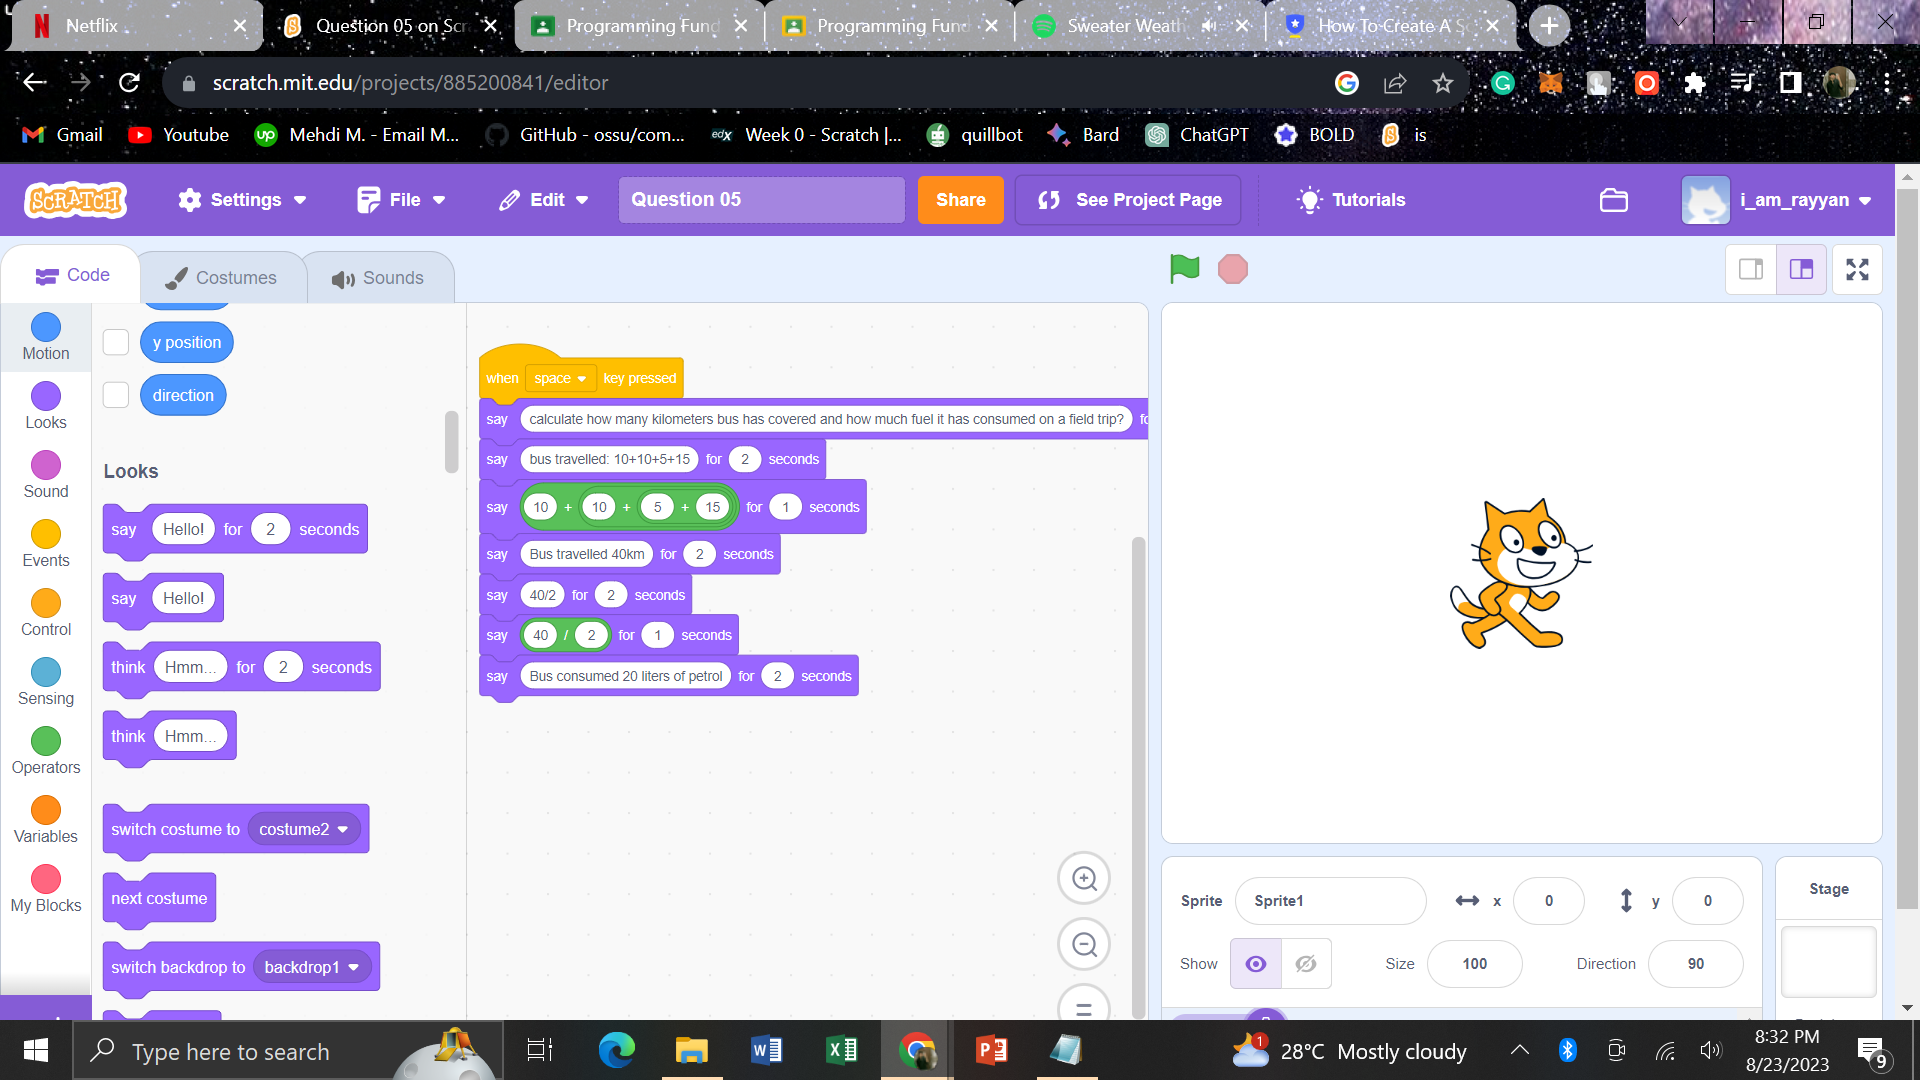 Netflix
Question 05 on Scr
Programming Fund
Programming Fund
Sweater Weath
How To Create A S
scratch.mit.edu/projects/885200841/editor
Gmail
Youtube
Mehdi M. - Email M...
GitHub - ossu/com...
edX
Week 0 - Scratch |...
quillbot
Bard
ChatGPT
BOLD
is
SCRATCH
Settings
File
Edit
Question 05
Share
See Project Page
Tutorials
i_am_rayyan
Code
Costumes
Sounds
Motion
Looks
Sound
Events
Control
Sensing
Operators
Variables
My Blocks
y position
direction
Looks
say Hello! for 2 seconds
say Hello!
think Hmm... for 2 seconds
think Hmm...
switch costume to costume2
next costume
switch backdrop to backdrop1
when space key pressed
say calculate how many kilometers bus has covered and how much fuel it has consumed on a field trip? fo
say bus travelled: 10+10+5+15 for 2 seconds
say 10 + 10 + 5 + 15 for 1 seconds
say Bus travelled 40km for 2 seconds
say 40/2 for 2 seconds
say 40 / 2 for 1 seconds
say Bus consumed 20 liters of petrol for 2 seconds
Sprite Sprite1 x 0 y 0
Show Size 100 Direction 90
Stage
Type here to search
1
28°C Mostly cloudy
8:32 PM
8/23/2023
9